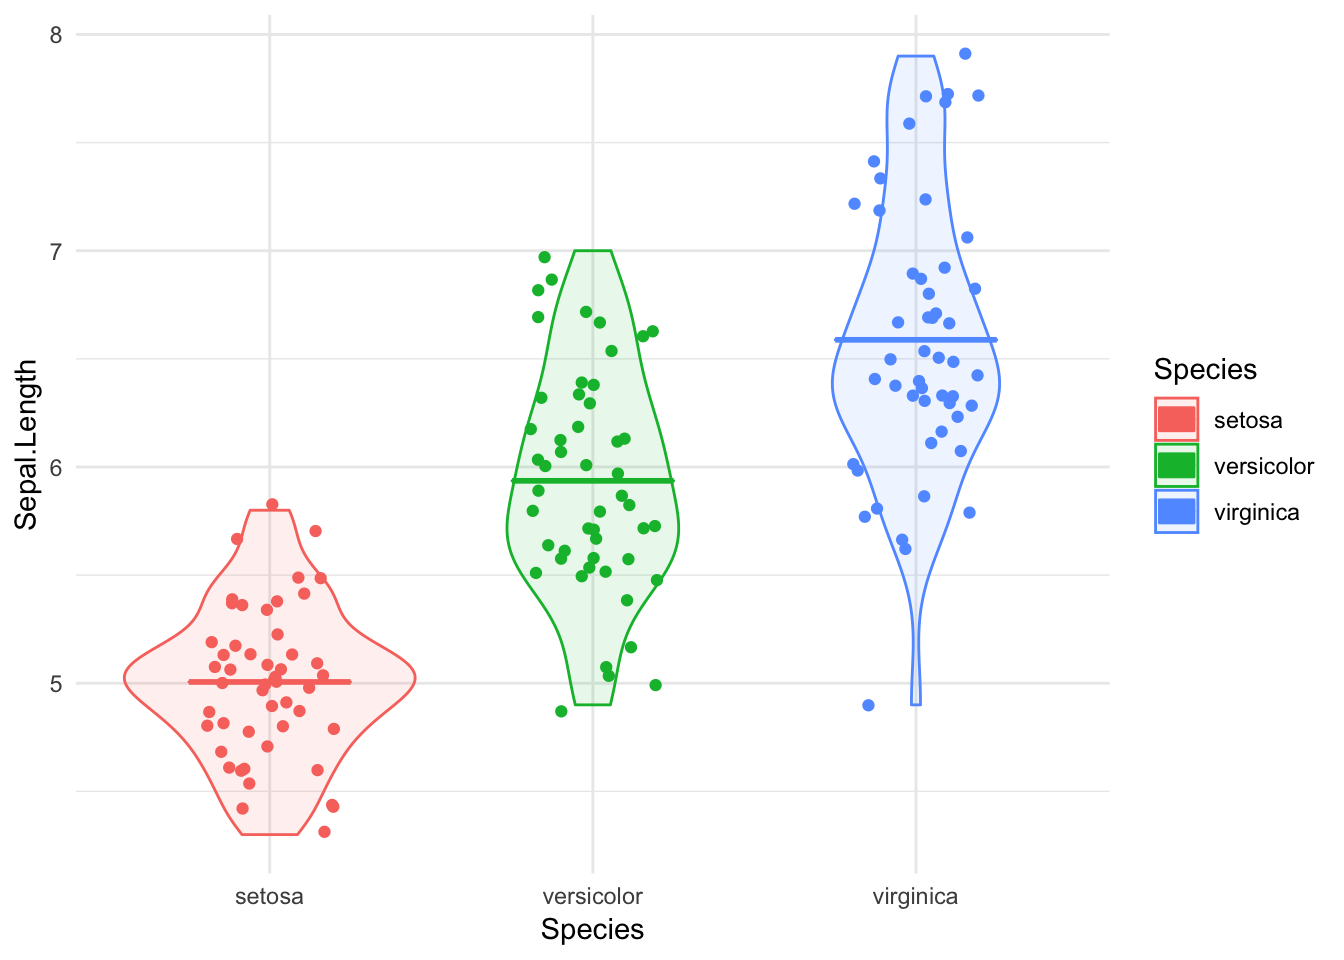 8
7
6
5
Sepal.Length
setosa
versicolor
virginica
Species
Species
setosa
versicolor
virginica